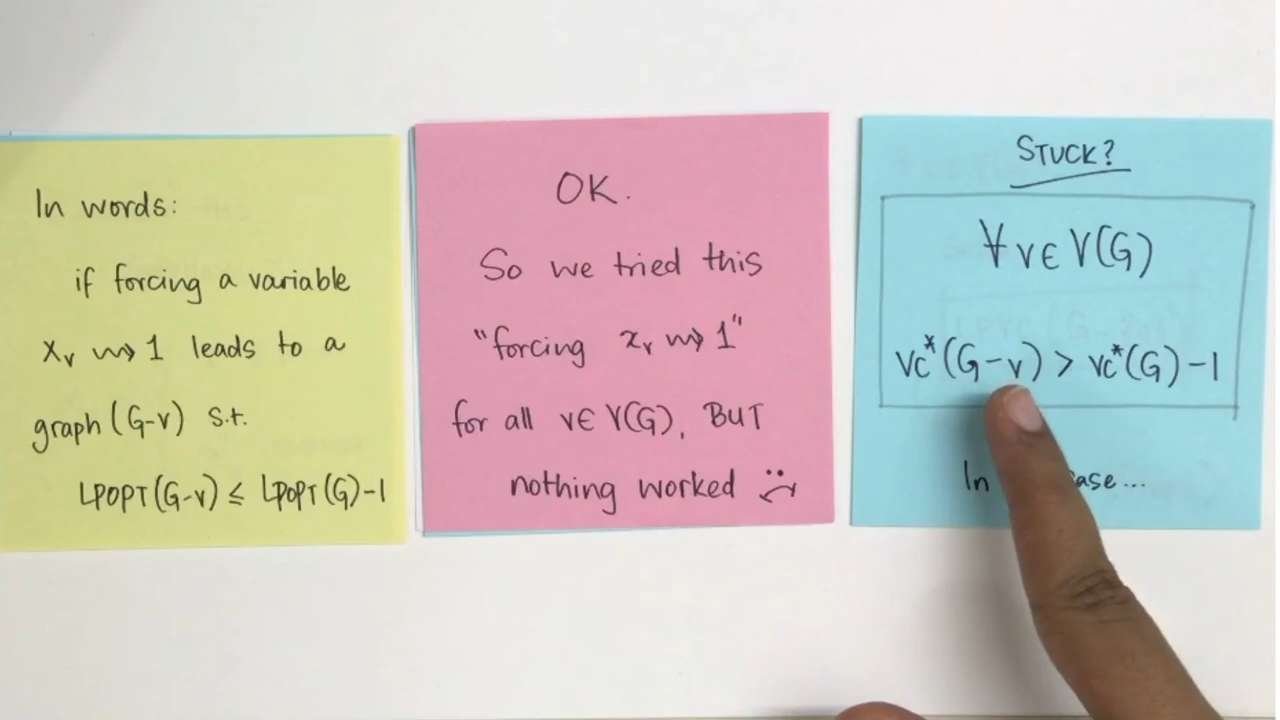 In words:
if forcing a variable
xᵥ ⇝ 1 leads to a
graph (G-v) s.t.
LPOPT(G-v) ≤ LPOPT(G)-1
OK.
So we tried this
"forcing xᵥ ⇝ 1"
for all v∈V(G), BUT
nothing worked
STUCK?
∀ v∈ V(G)
vc*(G-v) > vc*(G)-1
In ase...